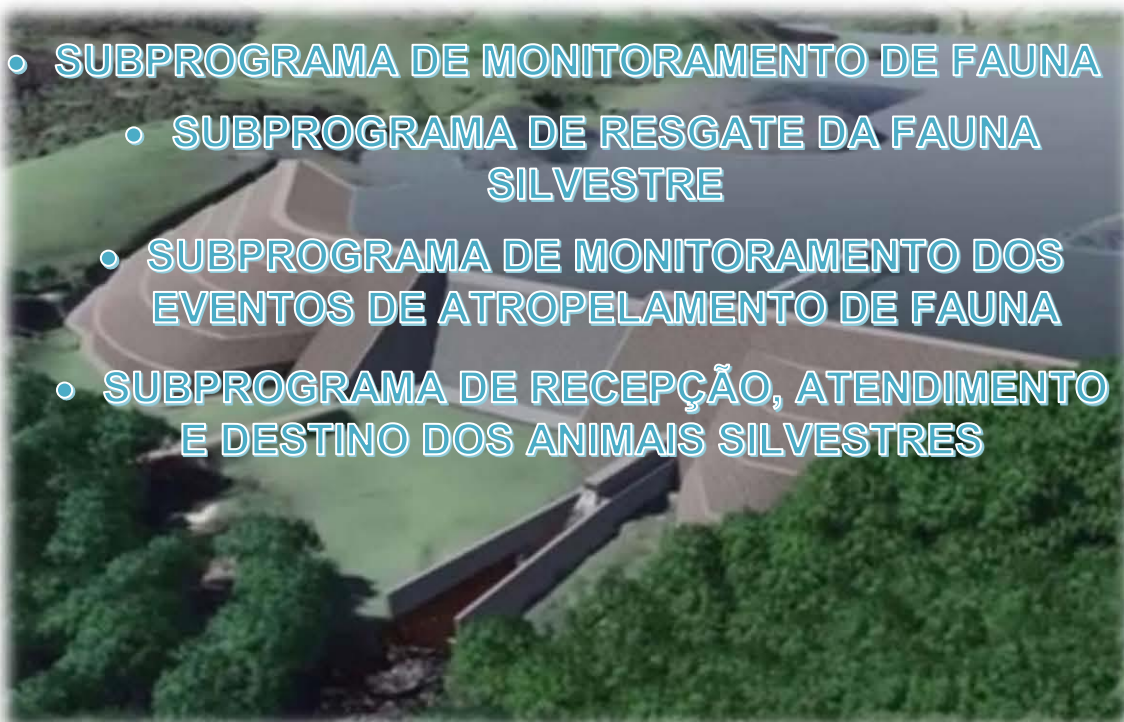 • SUBPROGRAMA DE MONITORAMENTO DE FAUNA
• SUBPROGRAMA DE RESGATE DA FAUNA
SILVESTRE
• SUBPROGRAMA DE MONITORAMENTO DOS
EVENTOS DE ATROPELAMENTO DE FAUNA
• SUBPROGRAMA DE RECEPÇÃO, ATENDIMENTO
E DESTINO DOS ANIMAIS SILVESTRES